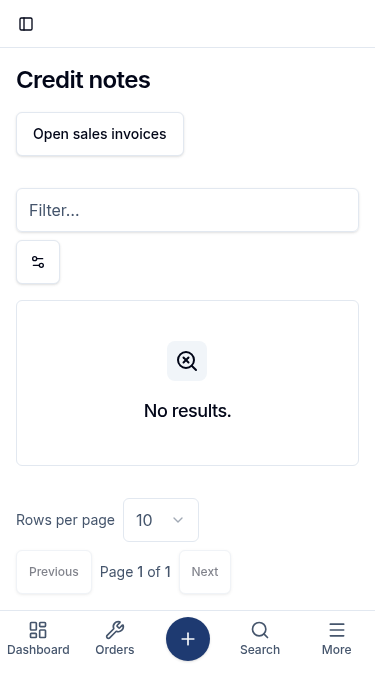 Credit notes
Open sales invoices
Filter...
No results.
Rows per page 10
Previous Page 1 of 1 Next
Dashboard Orders Search More